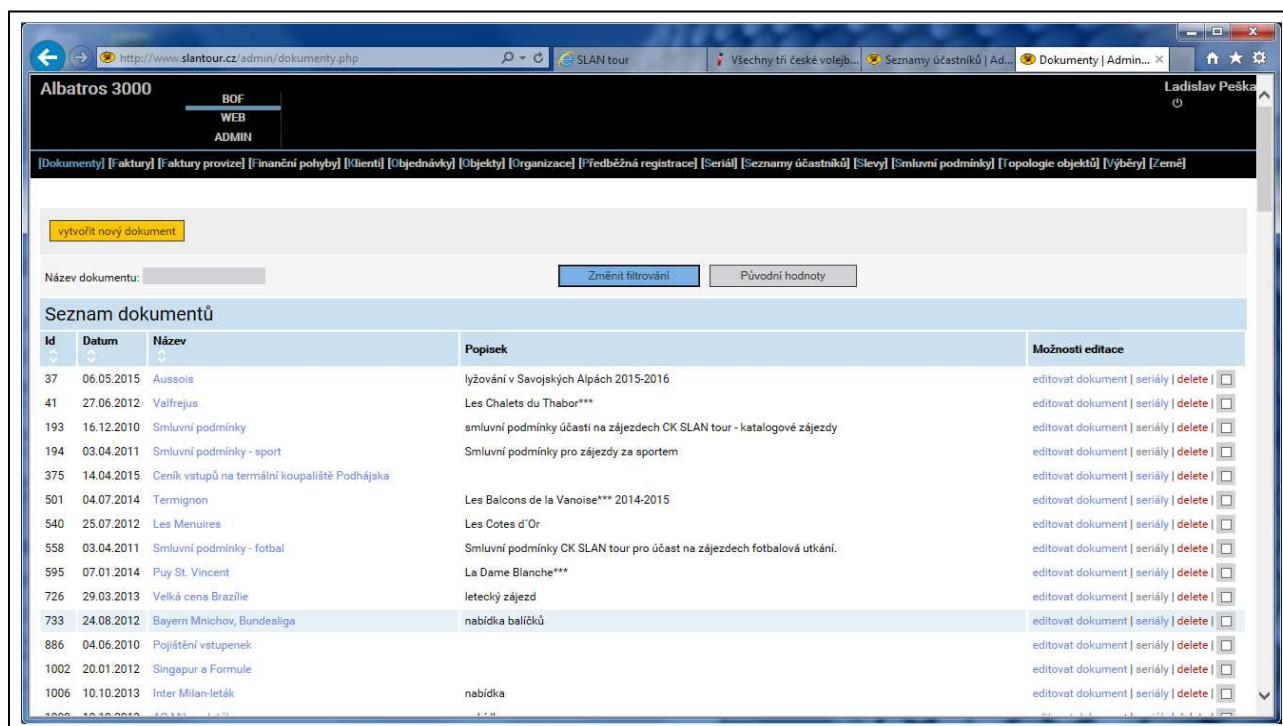 http://www.slantour.cz/admin/dokumenty.php
SLAN tour
Všechny tři české volejb...
Seznamy účastníků | Ad...
Dokumenty | Admin...
Albatros 3000
BOF
WEB
ADMIN
Ladislav Peška
[Dokumenty] [Faktury] [Faktury provize] [Finanční pohyby] [Klienti] [Objednávky] [Objekty] [Organizace] [Předběžná registrace] [Seriál] [Seznamy účastníků] [Slevy] [Smluvní podmínky] [Topologie objektů] [Výběry] [Země]
vytvořit nový dokument
Název dokumentu: Změnit filtrování Původní hodnoty
Seznam dokumentů
Id Datum Název Popisek Možnosti editace
37 06.05.2015 Aussois lyžování v Savojských Alpách 2015-2016 editovat dokument | seriály | delete |
41 27.06.2012 Valfrejus Les Chalets du Thabor*** editovat dokument | seriály | delete |
193 16.12.2010 Smluvní podmínky smluvní podmínky účasti na zájezdech CK SLAN tour - katalogové zájezdy editovat dokument | seriály | delete |
194 03.04.2011 Smluvní podmínky - sport Smluvní podmínky pro zájezdy za sportem editovat dokument | seriály | delete |
375 14.04.2015 Ceník vstupů na termální koupaliště Podhájska editovat dokument | seriály | delete |
501 04.07.2014 Termignon Les Balcons de la Vanoise*** 2014-2015 editovat dokument | seriály | delete |
540 25.07.2012 Les Menuires Les Cotes d´Or editovat dokument | seriály | delete |
558 03.04.2011 Smluvní podmínky - fotbal Smluvní podmínky CK SLAN tour pro účast na zájezdech fotbalová utkání. editovat dokument | seriály | delete |
595 07.01.2014 Puy St. Vincent La Dame Blanche*** editovat dokument | seriály | delete |
726 29.03.2013 Velká cena Brazílie letecký zájezd editovat dokument | seriály | delete |
733 24.08.2012 Bayern Mnichov, Bundesliga nabídka balíčků editovat dokument | seriály | delete |
886 04.06.2010 Pojištění vstupenek editovat dokument | seriály | delete |
1002 20.01.2012 Singapur a Formule editovat dokument | seriály | delete |
1006 10.10.2013 Inter Milan-leták nabídka editovat dokument | seriály | delete |